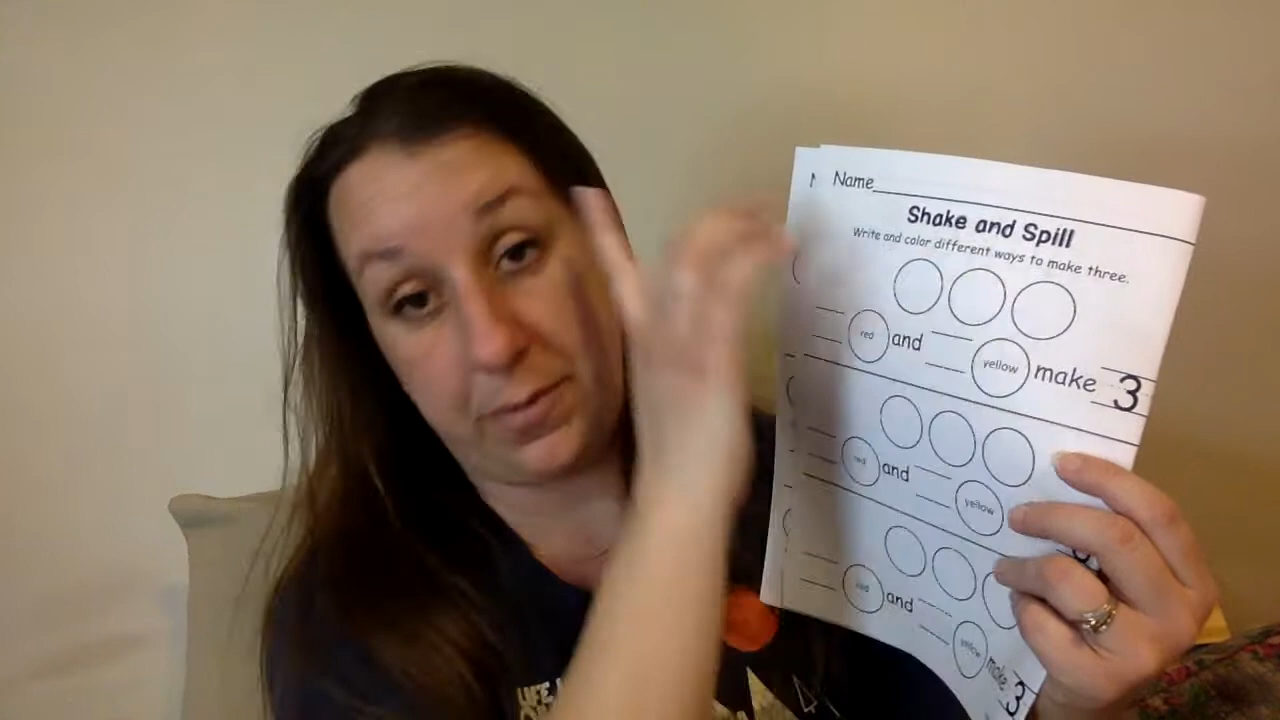 Name
Shake and Spill
Write and color different ways to make three.
red and yellow make 3
red and yellow
red and yellow make 3
LIFE